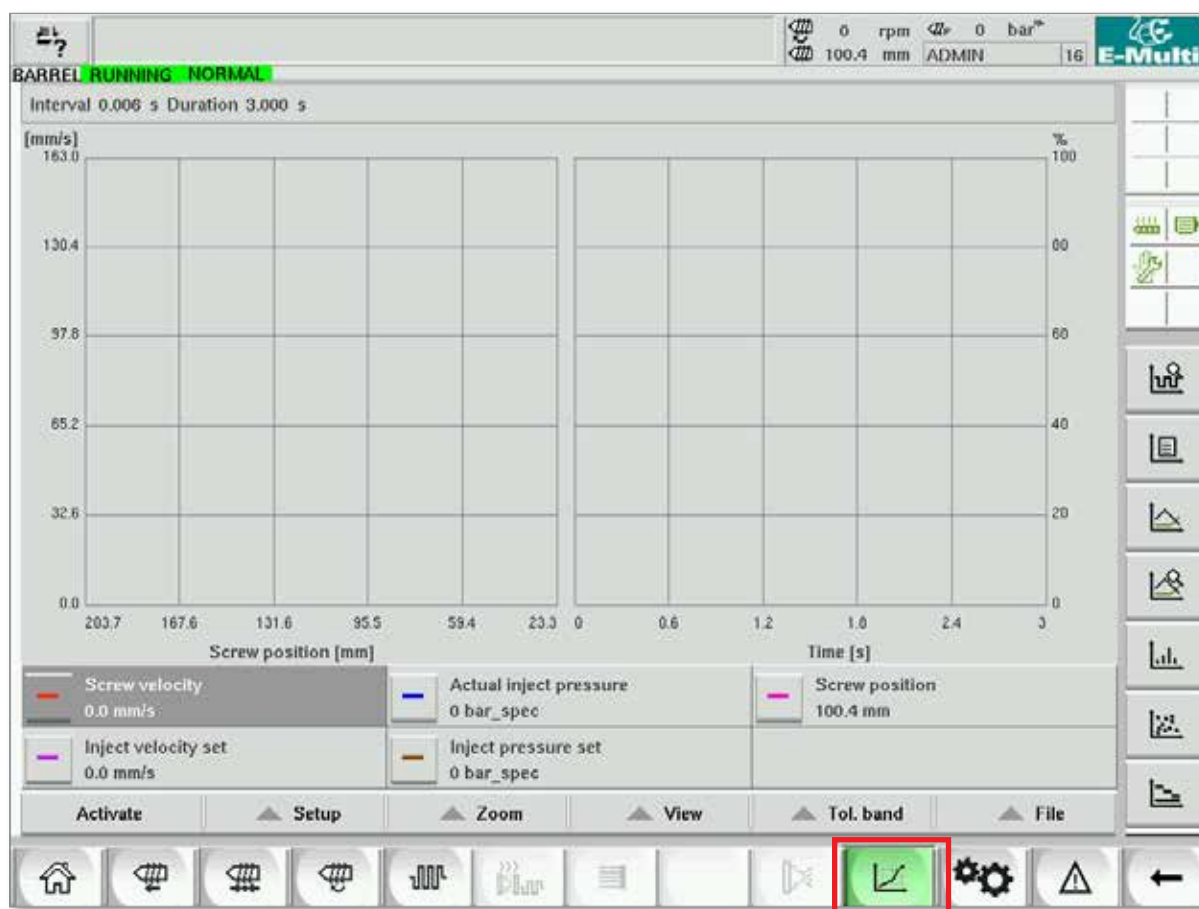 ? 0 rpm 0 bar
100.4 mm ADMIN 16 E-Multi
BARREL RUNNING NORMAL
Interval 0.006 s Duration 3.000 s
[mm/s] %
163.0 100
130.4 80
97.8 60
65.2 40
32.6 20
0.0 0
203.7 167.6 131.6 95.5 59.4 23.3 0 0.6 1.2 1.8 2.4 3
Screw position [mm] Time [s]
Screw velocity Actual inject pressure Screw position
0.0 mm/s 0 bar_spec 100.4 mm
Inject velocity set Inject pressure set
0.0 mm/s 0 bar_spec
Activate Setup Zoom View Tol. band File